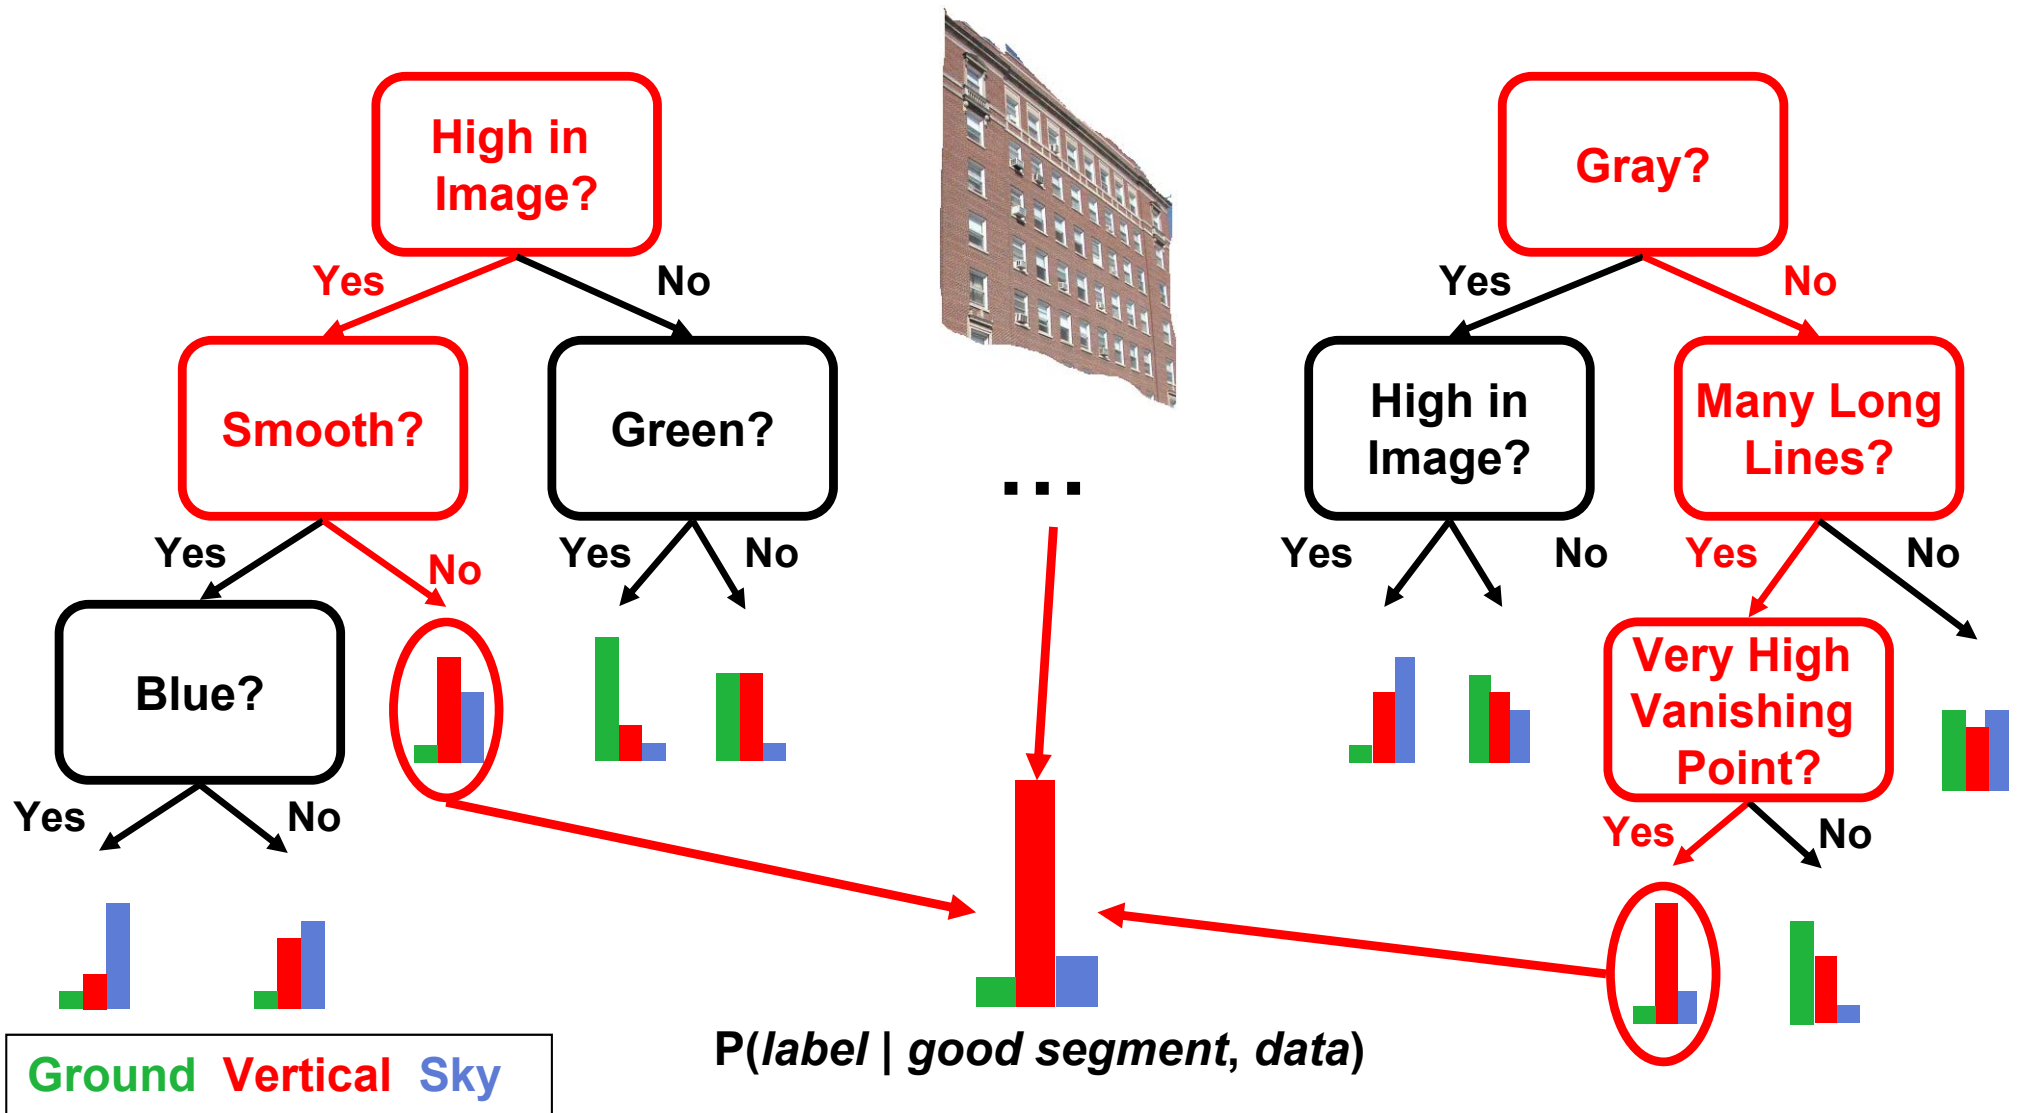 High in
Image?
Yes
No
Smooth?
Green?
Yes
No
Yes
No
Blue?
Yes
No
Gray?
Yes
No
High in
Image?
Many Long
Lines?
Yes
No
Yes
No
Very High
Vanishing
Point?
Yes
No
...
P(label | good segment, data)
Ground Vertical Sky